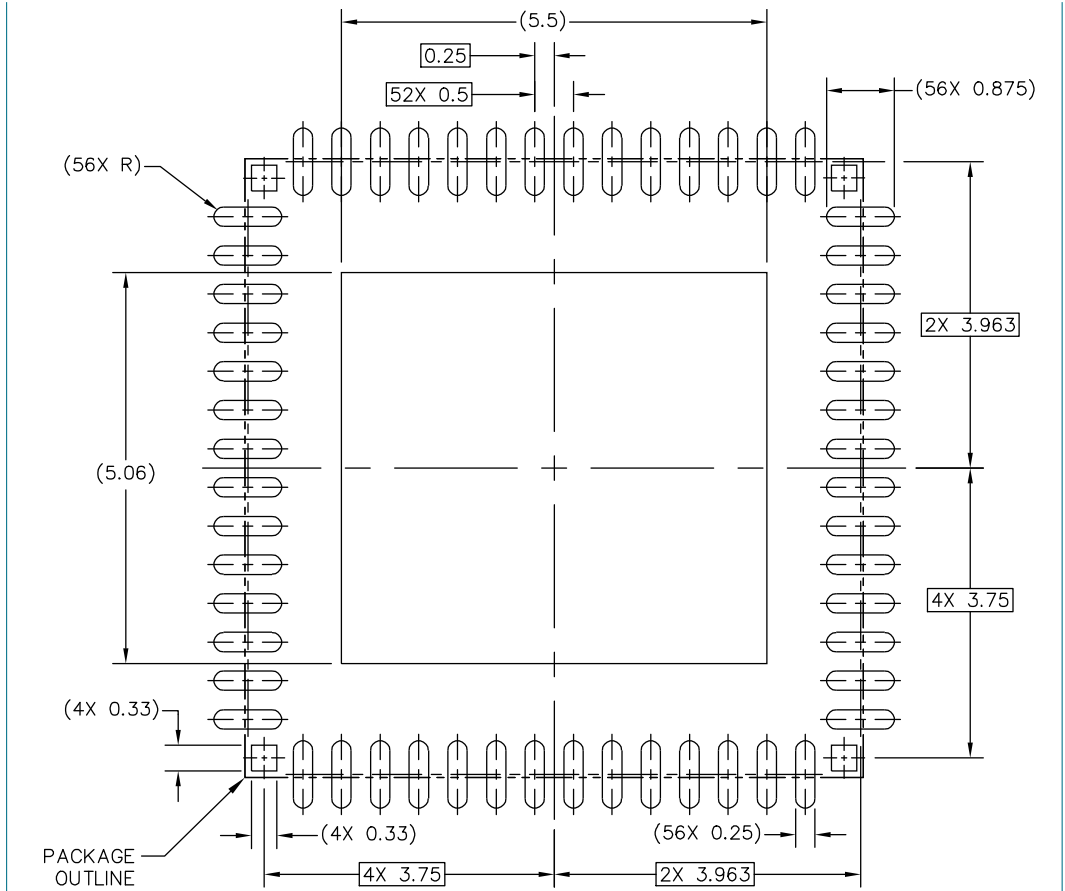 (5.5)
0.25
52X 0.5
(56X 0.875)
(56X R)
2X 3.963
(5.06)
4X 3.75
(4X 0.33)
(4X 0.33)
(56X 0.25)
PACKAGE
OUTLINE
4X 3.75
2X 3.963